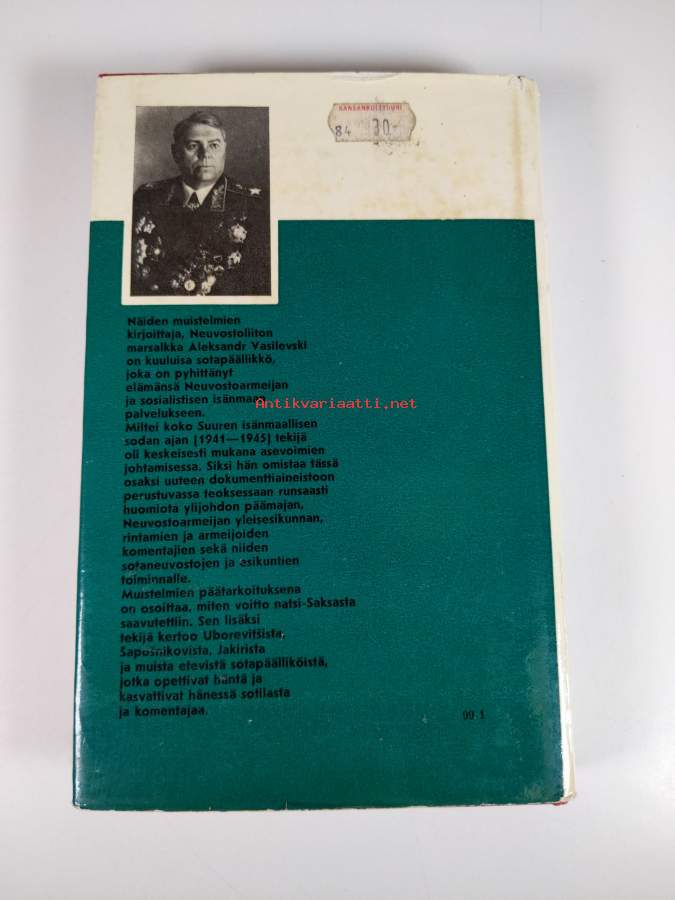 KANSANKULTTUURI
84 30-
Näiden muistelmien
kirjoittaja, Neuvostoliiton
marsalkka Aleksandr Vasilevski
on kuuluisa sotapäällikkö,
joka on pyhittänyt
elämänsä Neuvostoarmeijan
ja sosialistisen isänmaan
palvelukseen.
Antikvariaatti.net
Miltei koko Suuren isänmaallisen
sodan ajan (1941—1945) tekijä
oli keskeisesti mukana asevoimien
johtamisessa. Siksi hän omistaa tässä
osaksi uuteen dokumenttiaineistoon
perustuvassa teoksessaan runsaasti
huomiota ylijohdon päämajan,
Neuvostoarmeijan yleisesikunnan,
rintamien ja armeijoiden
komentajien sekä niiden
sotaneuvostojen ja esikuntien
toiminnalle.
Muistelmien päätarkoituksena
on osoittaa, miten voitto natsi-Saksasta
saavutettiin. Sen lisäksi
tekijä kertoo Uborevitšista,
Šapošnikovista, Jakirista
ja muista etevistä sotapäälliköistä,
jotka opettivat häntä ja
kasvattivat hänessä sotilasta
ja komentajaa.
99-1